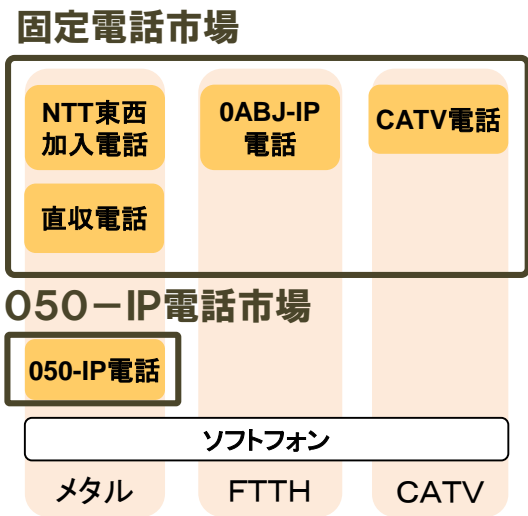 固定電話市場
NTT東西
加入電話
0ABJ-IP
電話
CATV電話
直収電話
050-IP電話市場
050-IP電話
ソフトフォン
メタル
FTTH
CATV